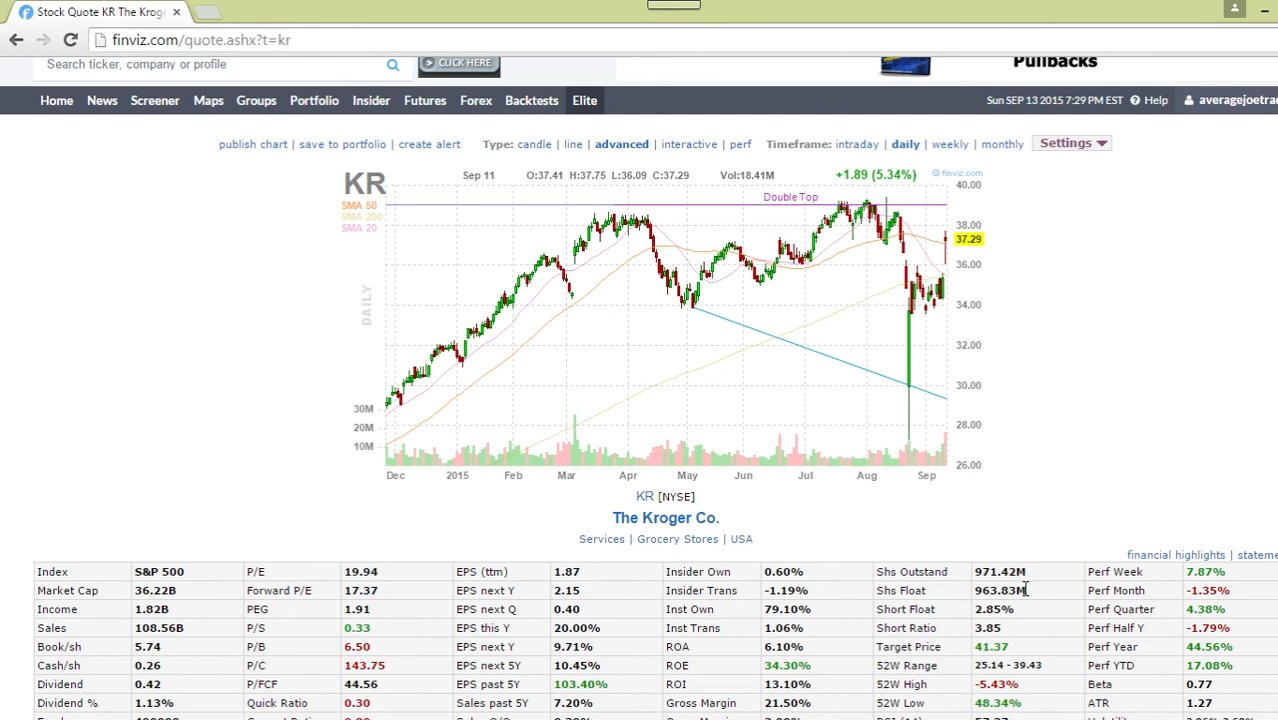 Stock Quote KR The Krog
finviz.com/quote.ashx?t=kr
Search ticker, company or profile
CLICK HERE
Pullbacks
Home News Screener Maps Groups Portfolio Insider Futures Forex Backtests Elite Sun SEP 13 2015 7:29 PM EST Help averagejoetrad
publish chart | save to portfolio | create alert Type: candle | line | advanced | interactive | perf Timeframe: intraday | daily | weekly | monthly Settings
KR Sep 11 O:37.41 H:37.75 L:36.09 C:37.29 Vol:18.41M +1.89 (5.34%) © finviz.com
40.00
Double Top
SMA 50
SMA 200
SMA 20
38.00
37.29
36.00
DAILY
34.00
32.00
30.00
30M
28.00
20M
10M
26.00
Dec 2015 Feb Mar Apr May Jun Jul Aug Sep
KR [NYSE]
The Kroger Co.
Services | Grocery Stores | USA
financial highlights | stateme
Index S&P 500 P/E 19.94 EPS (ttm) 1.87 Insider Own 0.60% Shs Outstand 971.42M Perf Week 7.87%
Market Cap 36.22B Forward P/E 17.37 EPS next Y 2.15 Insider Trans -1.19% Shs Float 963.83M Perf Month -1.35%
Income 1.82B PEG 1.91 EPS next Q 0.40 Inst Own 79.10% Short Float 2.85% Perf Quarter 4.38%
Sales 108.56B P/S 0.33 EPS this Y 20.00% Inst Trans 1.06% Short Ratio 3.85 Perf Half Y -1.79%
Book/sh 5.74 P/B 6.50 EPS next Y 9.71% ROA 6.10% Target Price 41.37 Perf Year 44.56%
Cash/sh 0.26 P/C 143.75 EPS next 5Y 10.45% ROE 34.30% 52W Range 25.14 - 39.43 Perf YTD 17.08%
Dividend 0.42 P/FCF 44.56 EPS past 5Y 103.40% ROI 13.10% 52W High -5.43% Beta 0.77
Dividend % 1.13% Quick Ratio 0.30 Sales past 5Y 7.20% Gross Margin 21.50% 52W Low 48.34% ATR 1.27